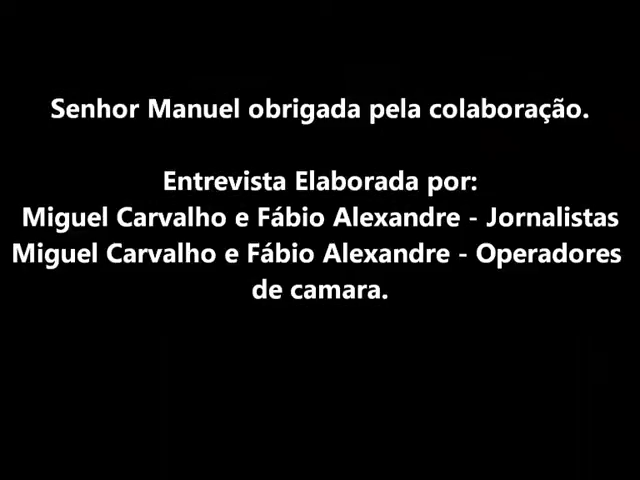 Senhor Manuel obrigada pela colaboração.
Entrevista Elaborada por:
Miguel Carvalho e Fábio Alexandre - Jornalistas
Miguel Carvalho e Fábio Alexandre - Operadores
de camara.